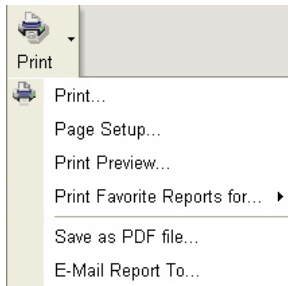 Print
Print...
Page Setup...
Print Preview...
Print Favorite Reports for...
Save as PDF file...
E-Mail Report To...